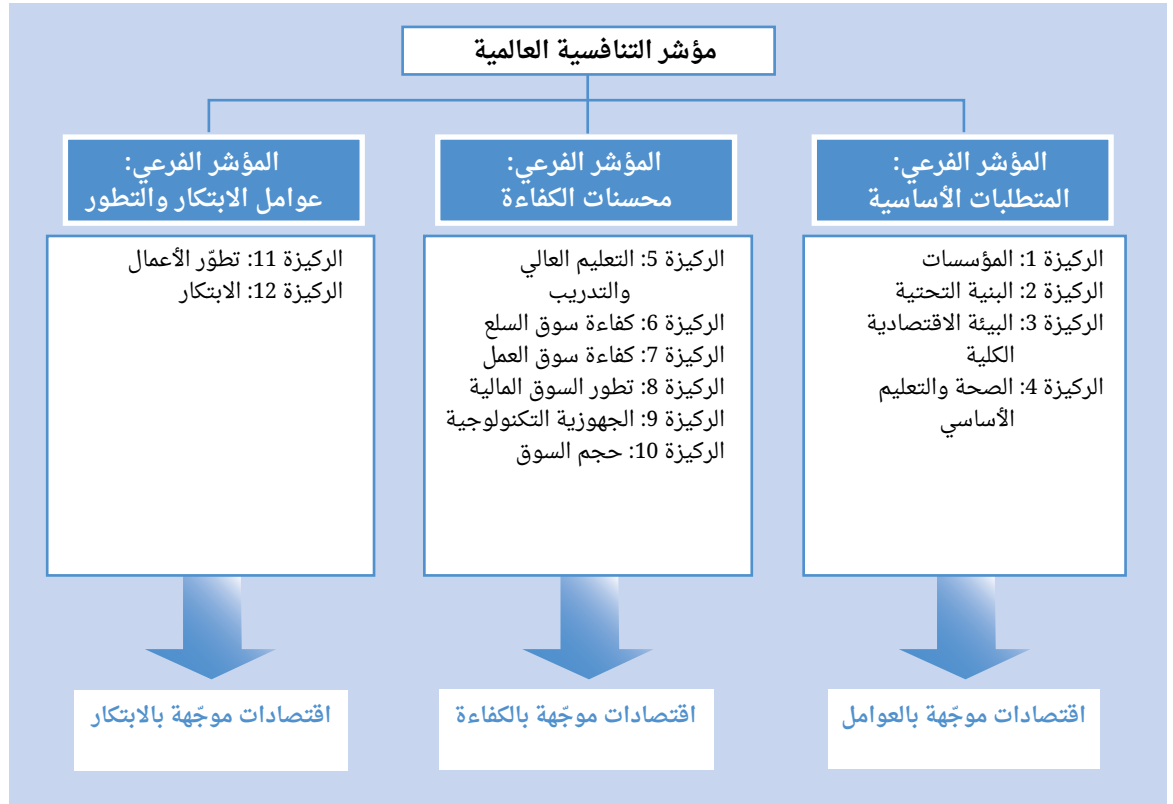 مؤشر التنافسية العالمية
المؤشر الفرعي:
المتطلبات الأساسية
الركيزة 1: المؤسسات
الركيزة 2: البنية التحتية
الركيزة 3: البيئة الاقتصادية
الكلية
الركيزة 4: الصحة والتعليم
الأساسي
اقتصادات موجّهة بالعوامل
المؤشر الفرعي:
محسنات الكفاءة
الركيزة 5: التعليم العالي
والتدريب
الركيزة 6: كفاءة سوق السلع
الركيزة 7: كفاءة سوق العمل
الركيزة 8: تطور السوق المالية
الركيزة 9: الجهوزية التكنولوجية
الركيزة 10: حجم السوق
اقتصادات موجّهة بالكفاءة
المؤشر الفرعي:
عوامل الابتكار والتطور
الركيزة 11: تطوّر الأعمال
الركيزة 12: الابتكار
اقتصادات موجّهة بالابتكار